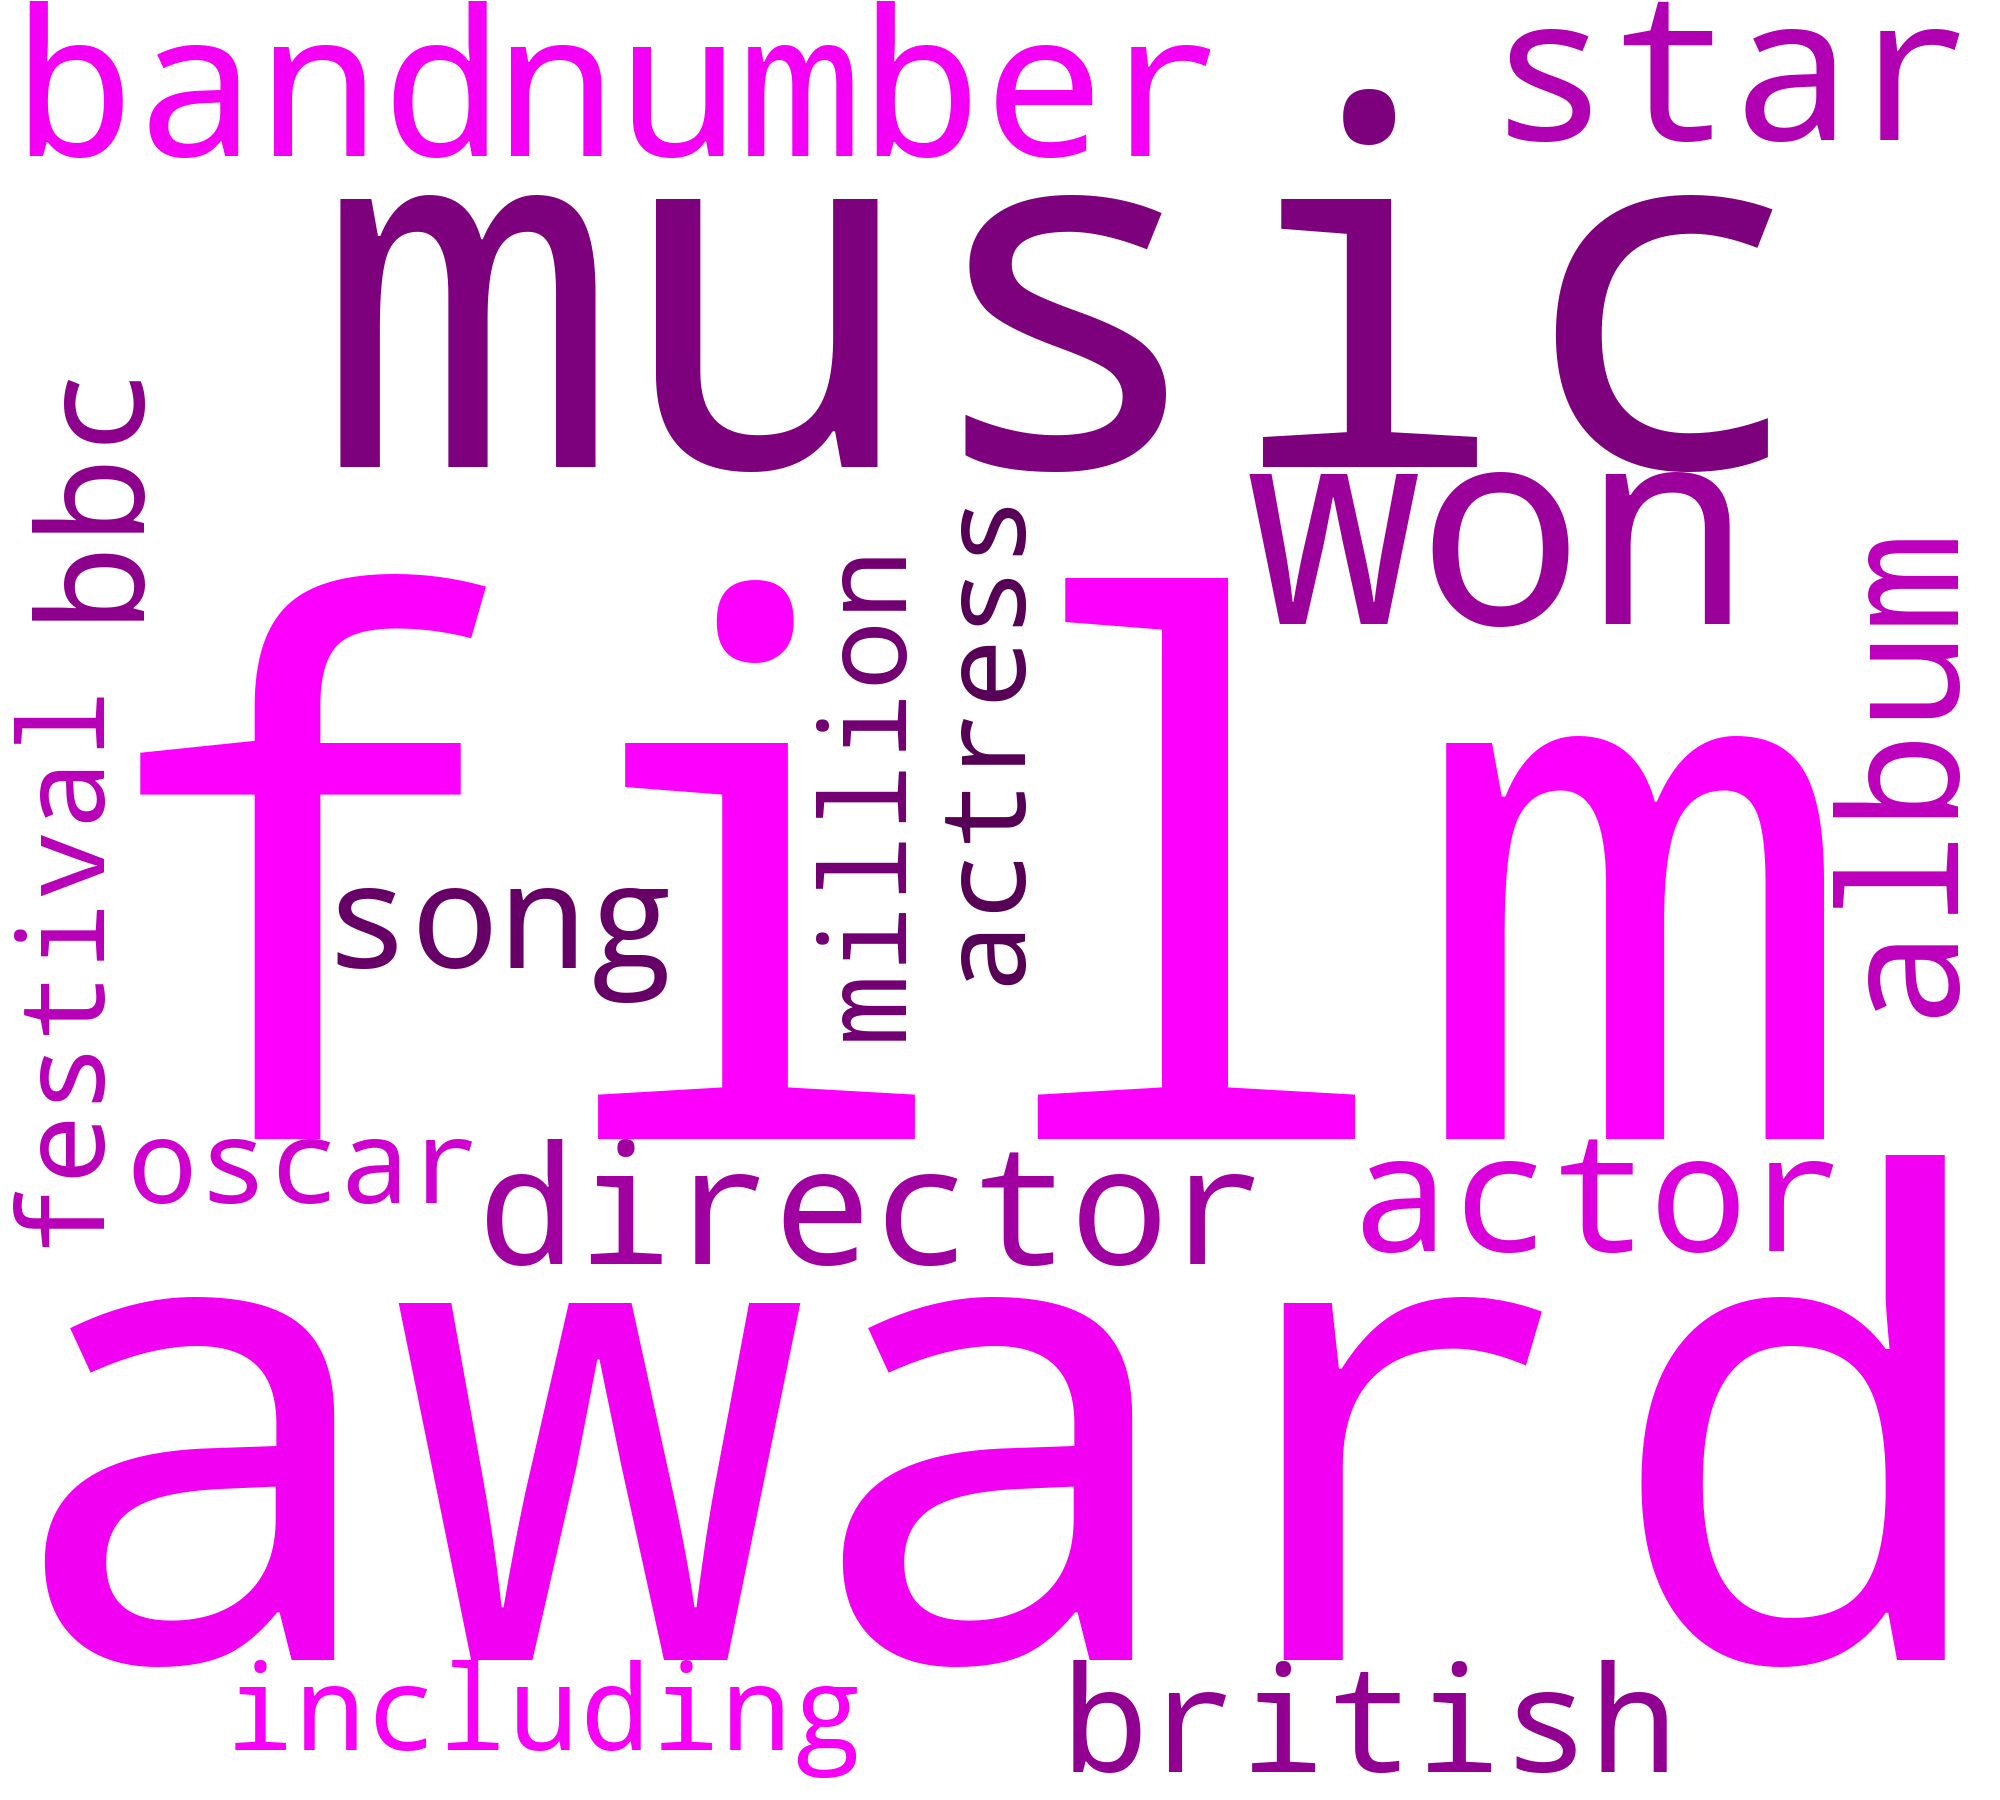 bandnumber
star
music
bbc
won
festival
film
million
actress
album
song
oscar
director
actor
award
including
british